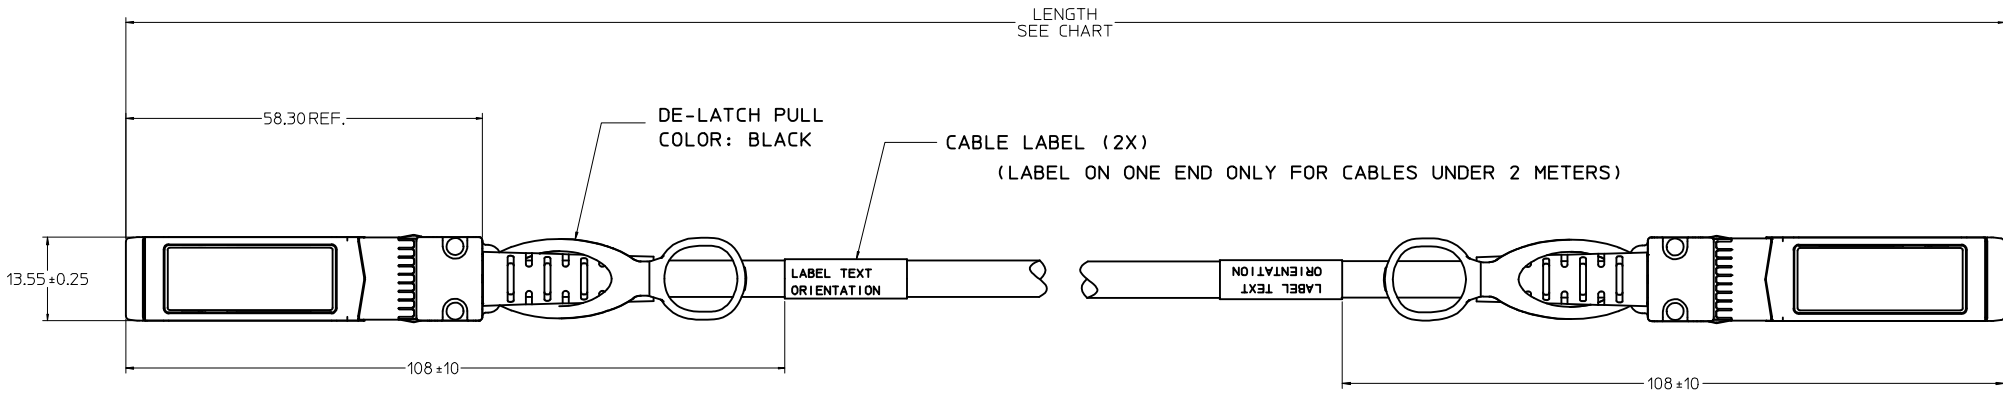 LENGTH
SEE CHART
58.30 REF.
DE-LATCH PULL
COLOR: BLACK
CABLE LABEL (2X)
(LABEL ON ONE END ONLY FOR CABLES UNDER 2 METERS)
13.55±0.25
LABEL TEXT
ORIENTATION
LABEL TEXT
ORIENTATION
108±10
108±10